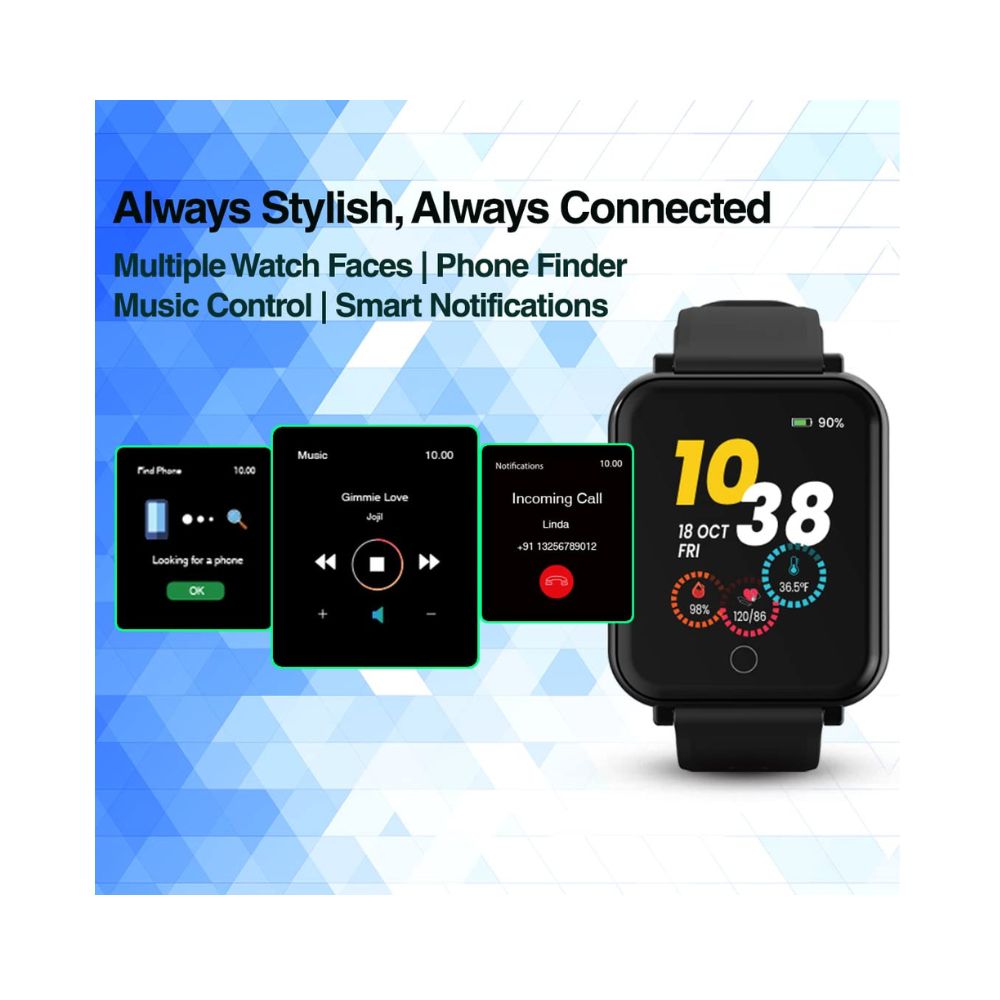 Always Stylish, Always Connected
Multiple Watch Faces | Phone Finder
Music Control | Smart Notifications
Find Phone 10.00
Looking for a phone
OK
Music 10.00
Gimmie Love
Jojil
+ −
Notifications 10.00
Incoming Call
Linda
+91 13256789012
90%
10
38
18 OCT
FRI
98%
120/86
36.5°F